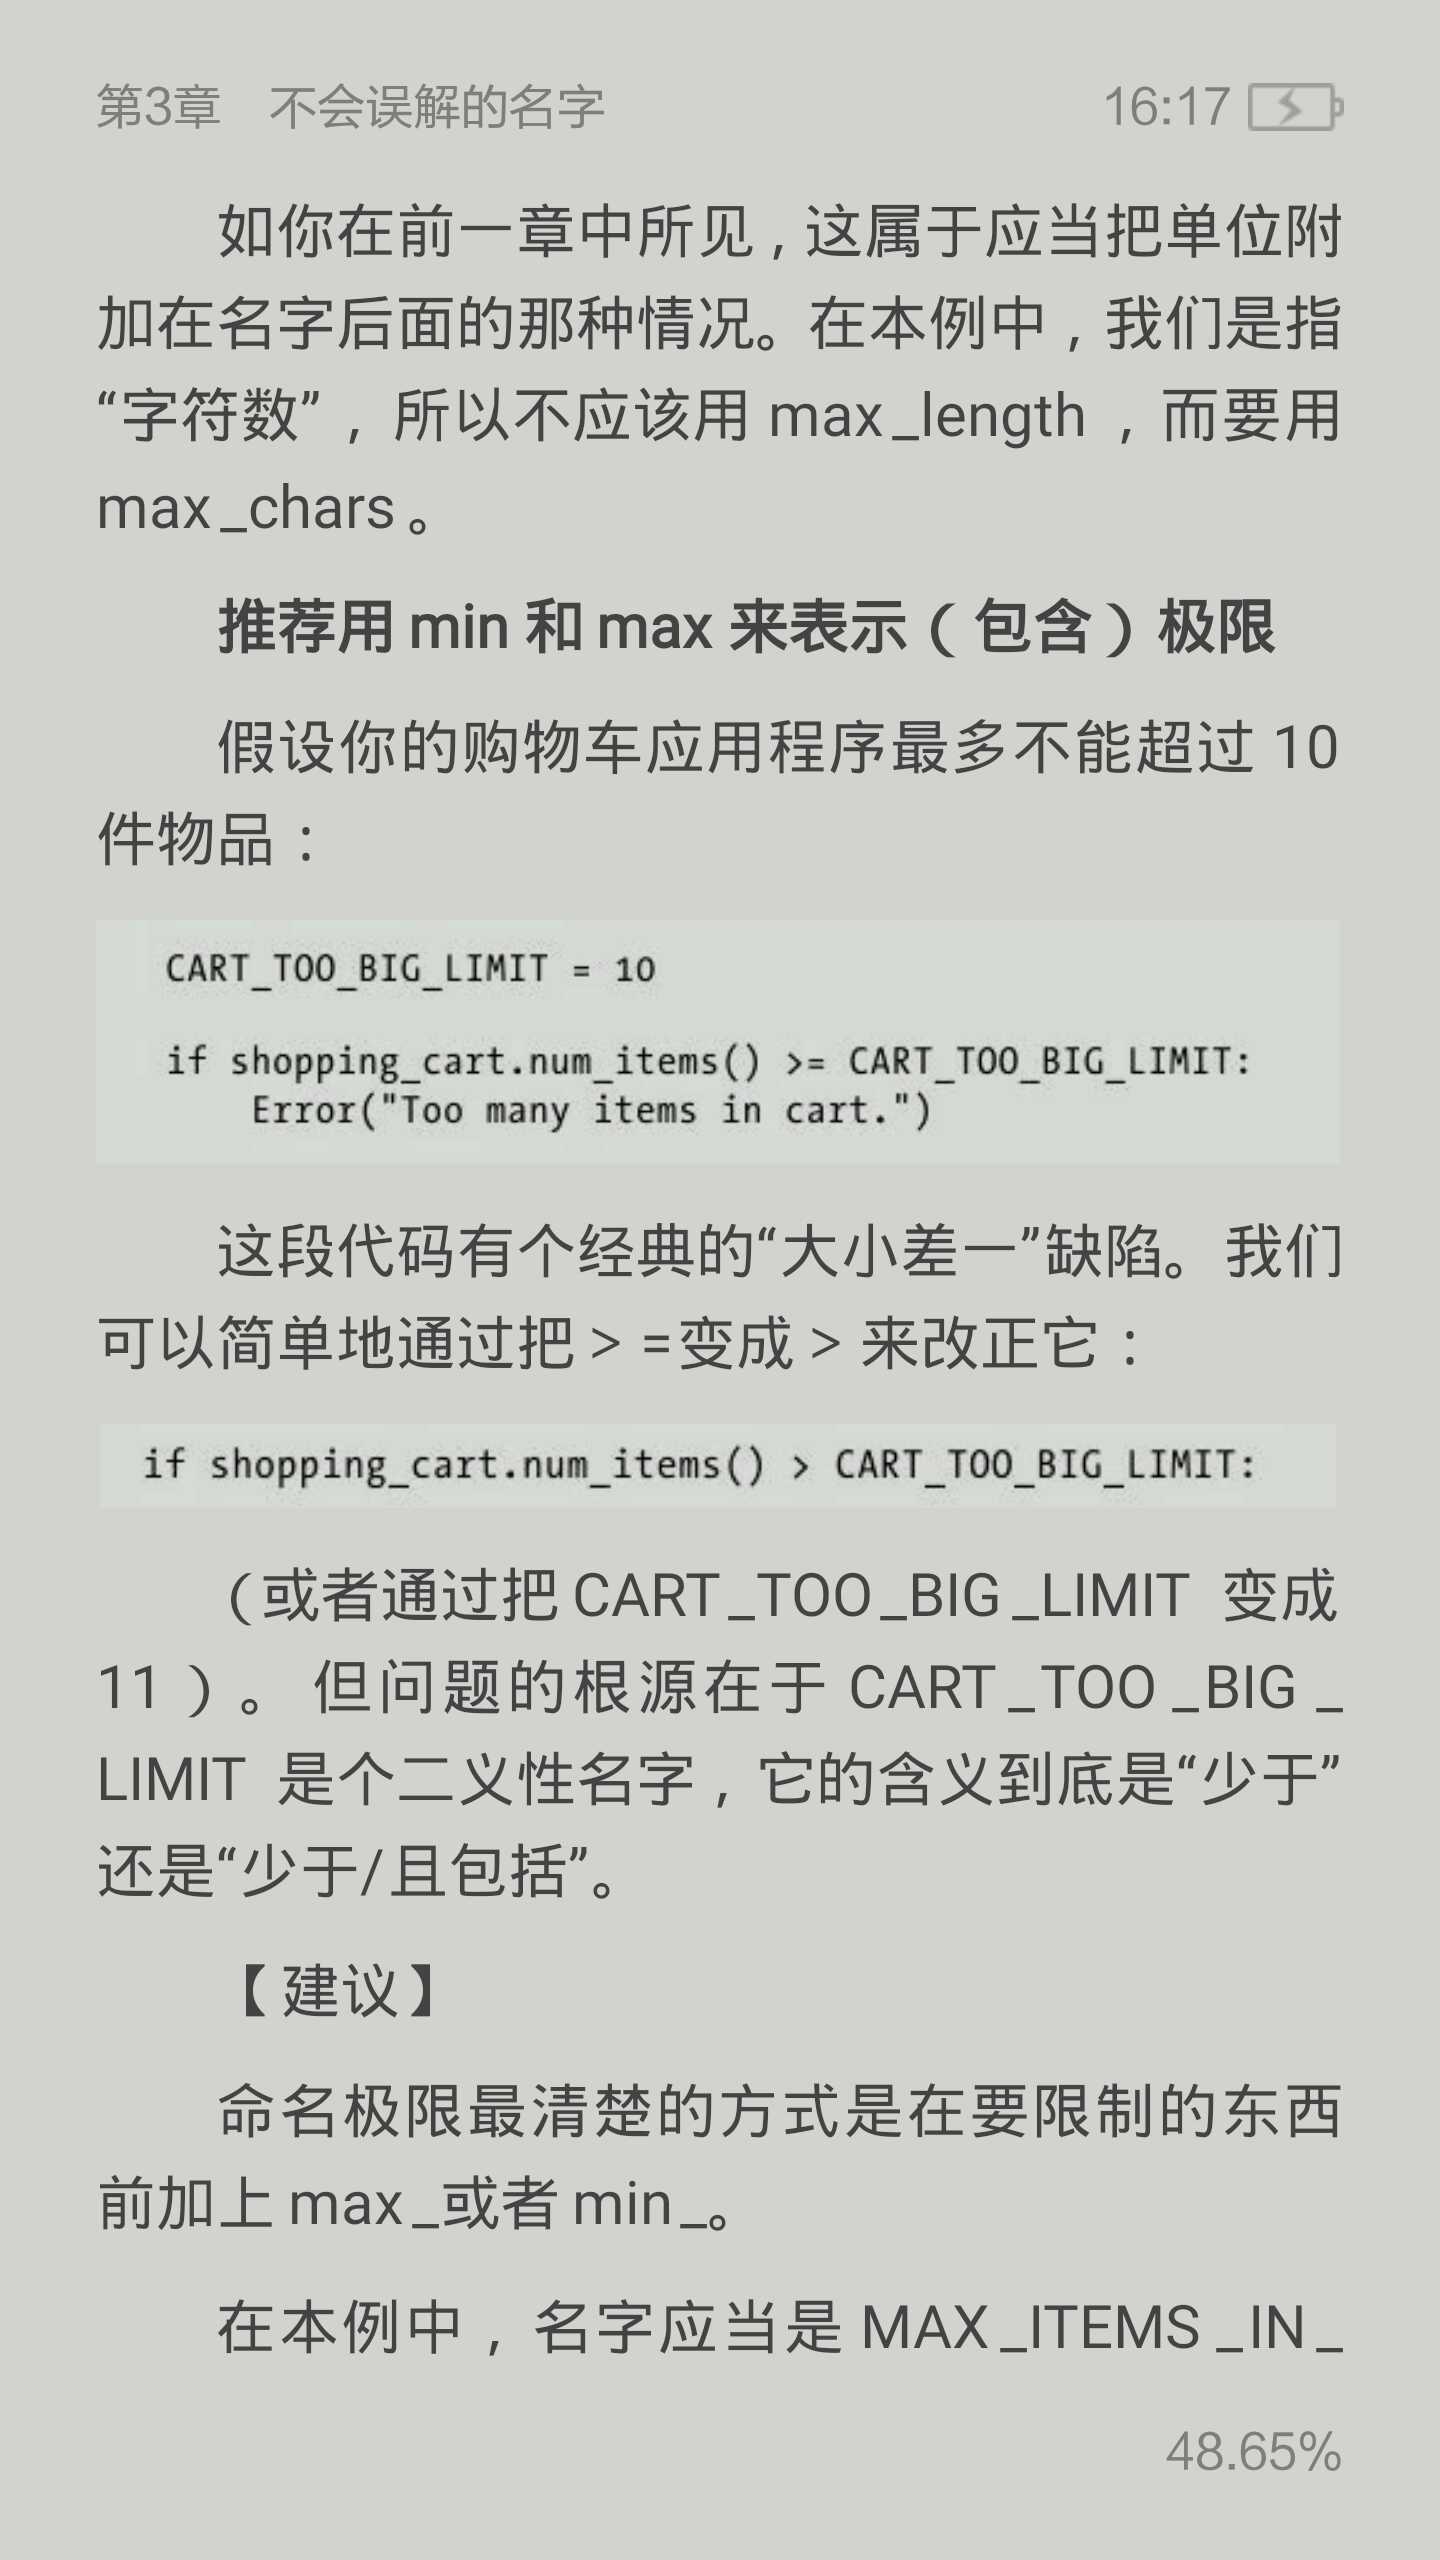 第3章　不会误解的名字
16:17
如你在前一章中所见，这属于应当把单位附
加在名字后面的那种情况。在本例中，我们是指
“字符数”，所以不应该用 max_length ，而要用
max_chars。
推荐用 min 和 max 来表示（包含）极限
假设你的购物车应用程序最多不能超过 10
件物品：
CART_TOO_BIG_LIMIT = 10
if shopping_cart.num_items() >= CART_TOO_BIG_LIMIT:
    Error("Too many items in cart.")
这段代码有个经典的“大小差一”缺陷。我们
可以简单地通过把 > =变成 > 来改正它：
if shopping_cart.num_items() > CART_TOO_BIG_LIMIT:
（或者通过把 CART_TOO_BIG_LIMIT 变成
11）。但问题的根源在于 CART_TOO_BIG_
LIMIT 是个二义性名字，它的含义到底是“少于”
还是“少于/且包括”。
【建议】
命名极限最清楚的方式是在要限制的东西
前加上 max_或者 min_。
在本例中，名字应当是 MAX_ITEMS_IN_
48.65%